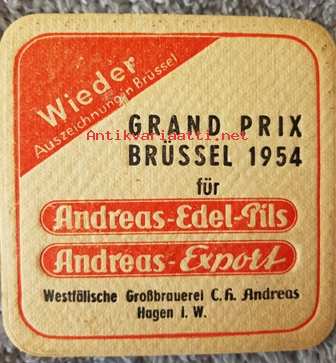 Wieder
Auszeichnung in Brüssel
Antikvariaatti.net
GRAND PRIX
BRÜSSEL 1954
für
Andreas-Edel-Pils
Andreas-Export
Westfälische Großbrauerei C. h. Andreas
Hagen i. W.